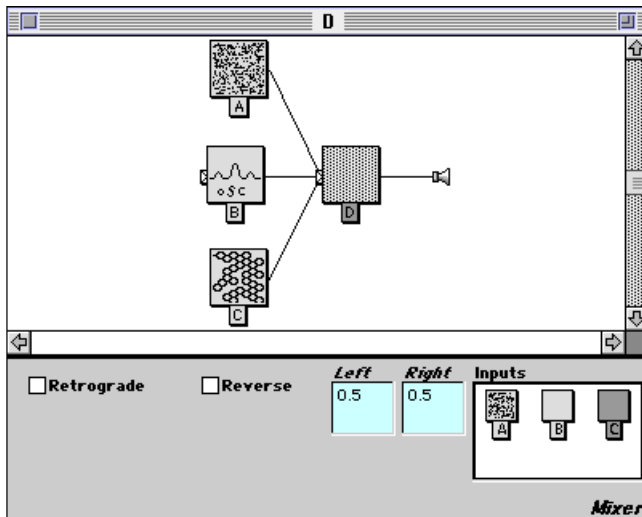 D
A
oSC
B
D
C
Retrograde
Reverse
Left
Right
Inputs
0.5
0.5
A
B
C
Mixer